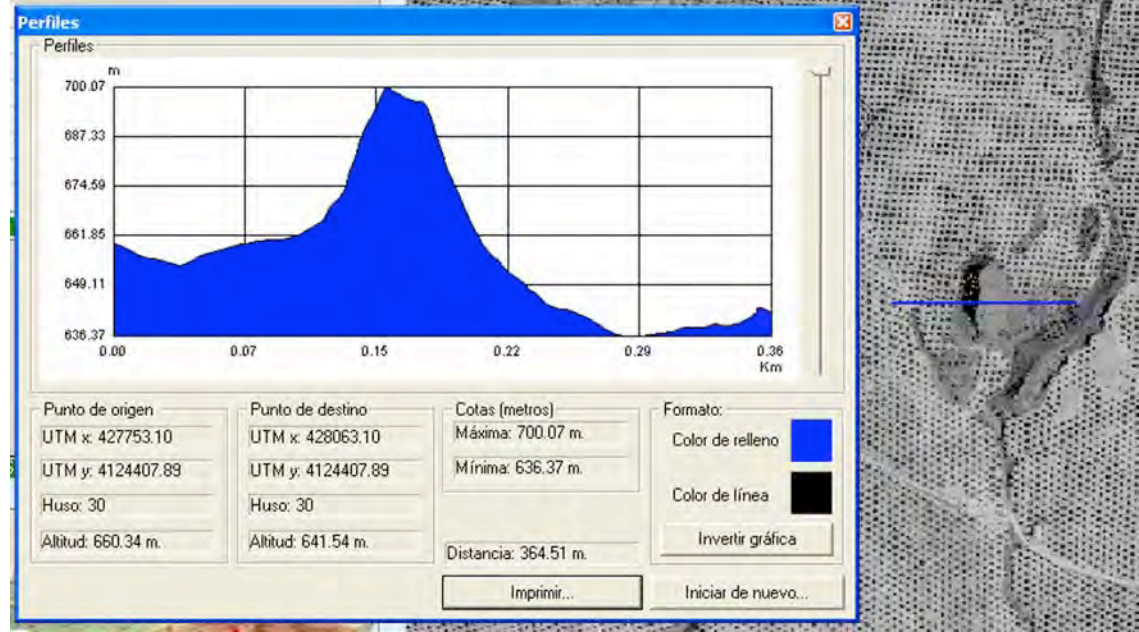 Perfiles
Perfiles
m
700.07
687.33
674.59
661.85
649.11
636.37
0.00 0.07 0.15 0.22 0.29 0.36
Km
Punto de origen
UTM x: 427753.10
UTM y: 4124407.89
Huso: 30
Altitud: 660.34 m.
Punto de destino
UTM x: 428063.10
UTM y: 4124407.89
Huso: 30
Altitud: 641.54 m.
Cotas (metros)
Máxima: 700.07 m.
Mínima: 636.37 m.
Distancia: 364.51 m.
Formato:
Color de relleno
Color de línea
Invertir gráfica
Imprimir...
Iniciar de nuevo...